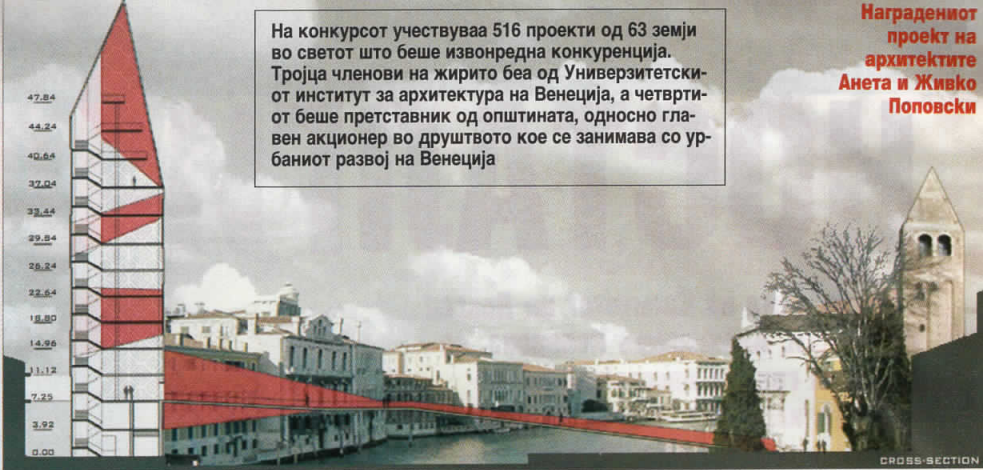 На конкурсот учествуваа 516 проекти од 63 земји
во светот што беше извонредна конкуренција.
Тројца членови на жирито беа од Универзитетски-
от институт за архитектура на Венеција, а четврти-
от беше претставник од општината, односно гла-
вен акционер во друштвото кое се занимава со ур-
баниот развој на Венеција
Наградениот
проект на
архитектите
Анета и Живко
Поповски
47.84
44.24
40.64
37.04
33.44
29.84
26.24
22.64
18.80
14.96
11.12
7.25
3.92
0.00
CROSS-SECTION